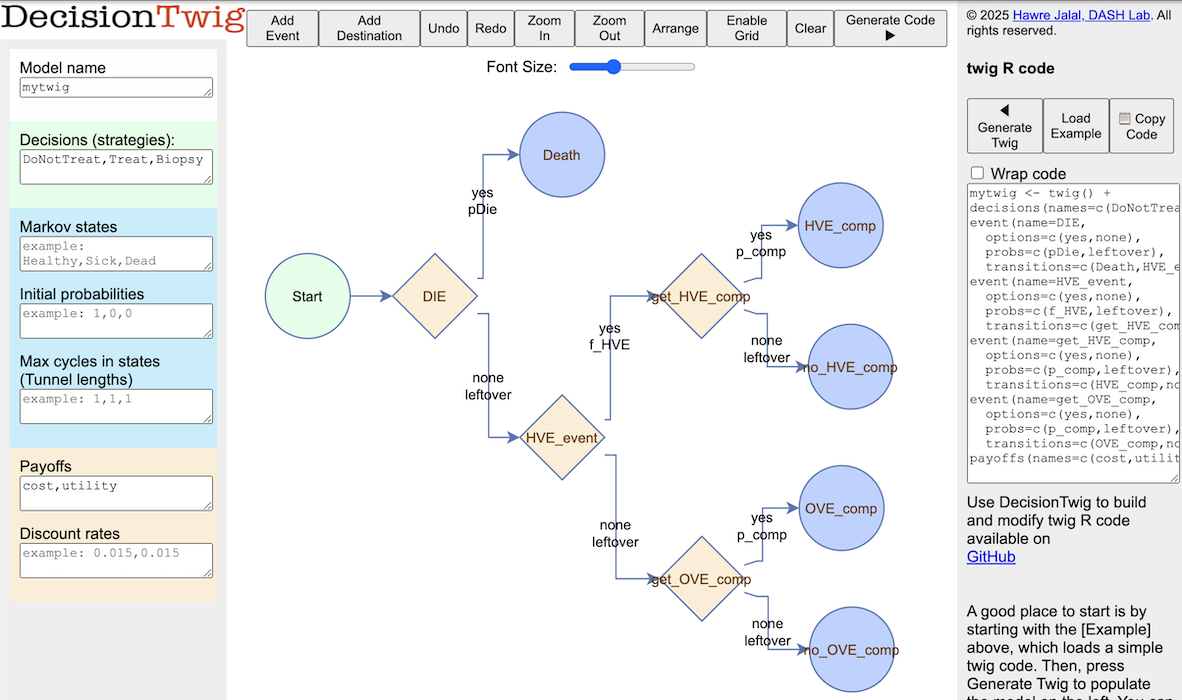 DecisionTwig
Add Event
Add Destination
Undo
Redo
Zoom In
Zoom Out
Arrange
Enable Grid
Clear
Generate Code ▶
Font Size:
Model name
mytwig
Decisions (strategies):
DoNotTreat,Treat,Biopsy
Markov states
example:
Healthy,Sick,Dead
Initial probabilities
example: 1,0,0
Max cycles in states
(Tunnel lengths)
example: 1,1,1
Payoffs
cost,utility
Discount rates
example: 0.015,0.015
Start
DIE
yes
pDie
Death
none
leftover
HVE_event
yes
f_HVE
get_HVE_comp
yes
p_comp
HVE_comp
none
leftover
no_HVE_comp
none
leftover
get_OVE_comp
yes
p_comp
OVE_comp
none
leftover
no_OVE_comp
© 2025 Hawre Jalal, DASH Lab. All
rights reserved.
twig R code
◀
Generate
Twig
Load
Example
Copy
Code
Wrap code
mytwig <- twig() +
decisions(names=c(DoNotTrea
event(name=DIE,
options=c(yes,none),
probs=c(pDie,leftover),
transitions=c(Death,HVE_e
event(name=HVE_event,
options=c(yes,none),
probs=c(f_HVE,leftover),
transitions=c(get_HVE_com
event(name=get_HVE_comp,
options=c(yes,none),
probs=c(p_comp,leftover),
transitions=c(HVE_comp,no
event(name=get_OVE_comp,
options=c(yes,none),
probs=c(p_comp,leftover),
transitions=c(OVE_comp,no
payoffs(names=c(cost,utilit
Use DecisionTwig to build
and modify twig R code
available on
GitHub
A good place to start is by
starting with the [Example]
above, which loads a simple
twig code. Then, press
Generate Twig to populate
the model on the left. You can